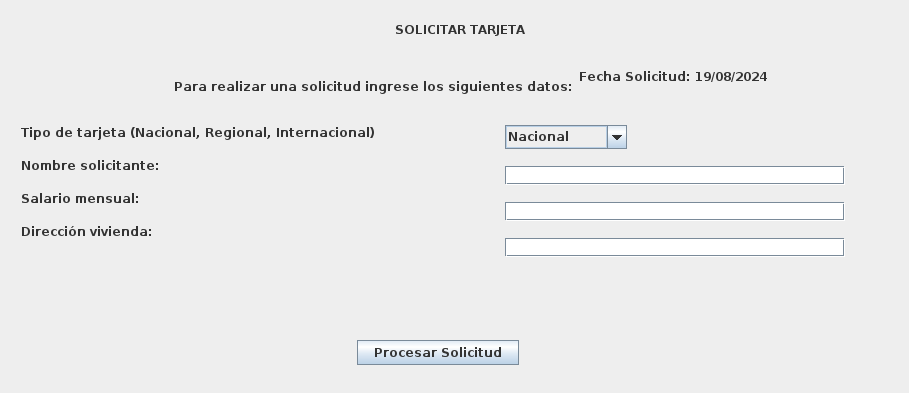 SOLICITAR TARJETA
Para realizar una solicitud ingrese los siguientes datos:
Fecha Solicitud: 19/08/2024
Tipo de tarjeta (Nacional, Regional, Internacional)
Nacional
Nombre solicitante:
Salario mensual:
Dirección vivienda:
Procesar Solicitud